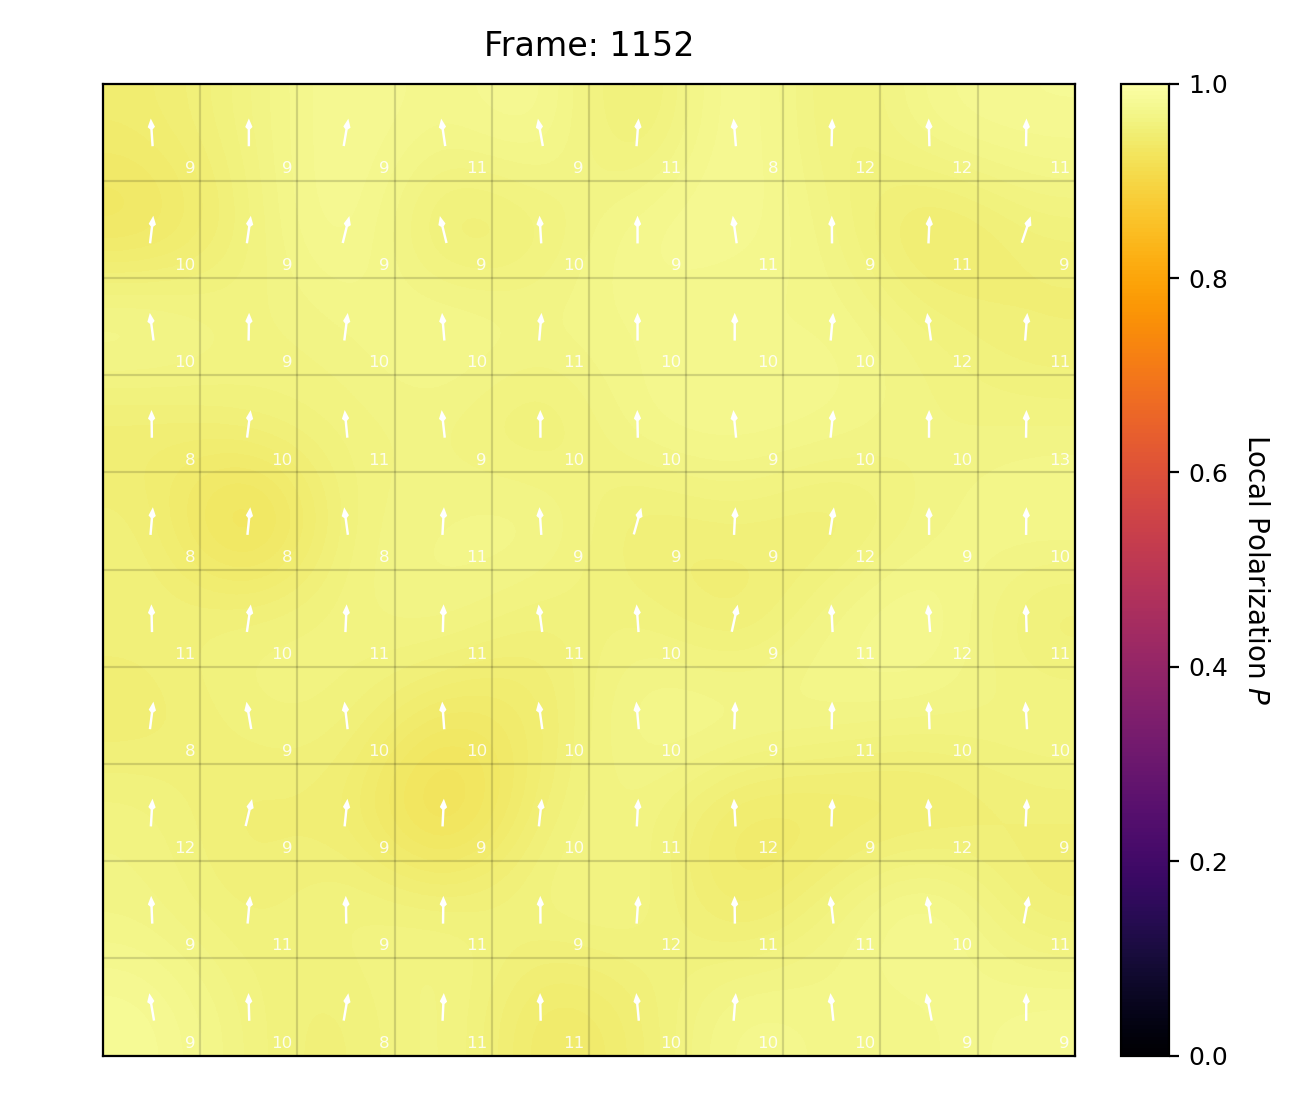 Frame: 1152
9 9 9 11 9 11 8 12 12 11
10 9 9 9 10 9 11 9 11 9
10 9 10 10 11 10 10 10 12 11
8 10 11 9 10 10 9 10 10 13
8 8 8 11 9 9 9 12 9 10
11 10 11 11 11 10 9 11 12 11
8 9 10 10 10 10 9 11 10 10
12 9 9 9 10 11 12 9 12 9
9 11 9 11 9 12 11 11 10 11
9 10 8 11 11 10 10 10 9 9
1.0
0.8
0.6
0.4
0.2
0.0
Local Polarization P